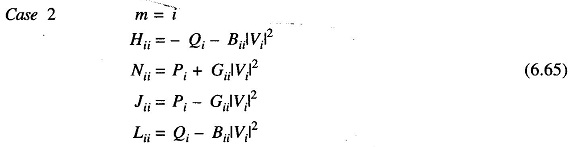 Case 2 m = i
H_ii = – Q_i – B_ii|V_i|²
N_ii = P_i + G_ii|V_i|²
(6.65)
J_ii = P_i – G_ii|V_i|²
L_ii = Q_i – B_ii|V_i|²